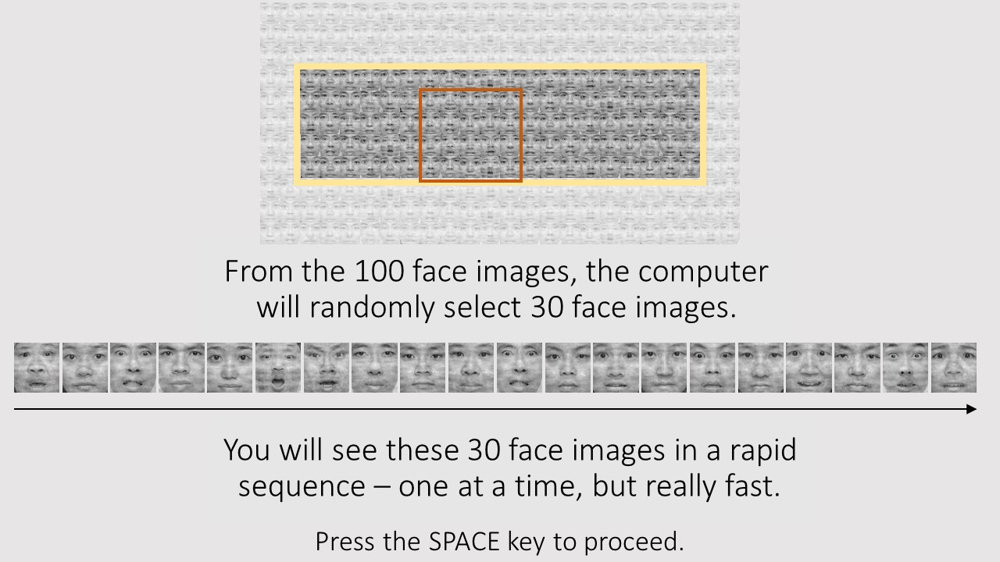 From the 100 face images, the computer
will randomly select 30 face images.
You will see these 30 face images in a rapid
sequence – one at a time, but really fast.
Press the SPACE key to proceed.